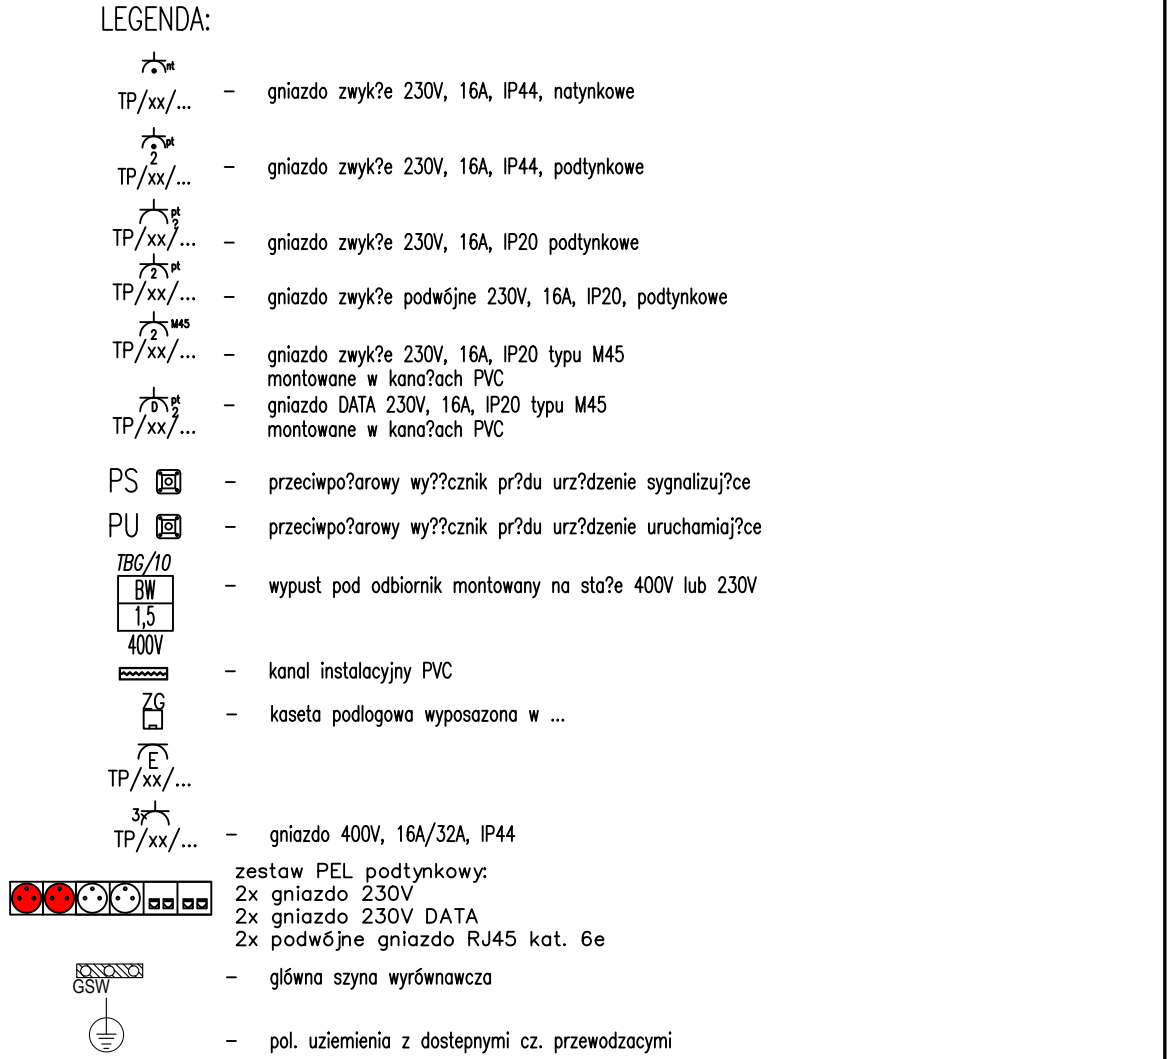 LEGENDA:
nt
TP/xx/... – gniazdo zwyk?e 230V, 16A, IP44, natynkowe
pt
2
TP/xx/... – gniazdo zwyk?e 230V, 16A, IP44, podtynkowe
pt
?
TP/xx/... – gniazdo zwyk?e 230V, 16A, IP20 podtynkowe
2 pt
TP/xx/... – gniazdo zwyk?e podwójne 230V, 16A, IP20, podtynkowe
2 M45
TP/xx/... – gniazdo zwyk?e 230V, 16A, IP20 typu M45
montowane w kana?ach PVC
D pt
2
TP/xx/... – gniazdo DATA 230V, 16A, IP20 typu M45
montowane w kana?ach PVC
PS – przeciwpo?arowy wy??cznik pr?du urz?dzenie sygnalizuj?ce
PU – przeciwpo?arowy wy??cznik pr?du urz?dzenie uruchamiaj?ce
TBG/10
BW – wypust pod odbiornik montowany na sta?e 400V lub 230V
1,5
400V
– kanal instalacyjny PVC
ZG
– kaseta podlogowa wyposazona w ...
E
TP/xx/...
3x
TP/xx/... – gniazdo 400V, 16A/32A, IP44
zestaw PEL podtynkowy:
2x gniazdo 230V
2x gniazdo 230V DATA
2x podwójne gniazdo RJ45 kat. 6e
GSW – glówna szyna wyrównawcza
– pol. uziemienia z dostepnymi cz. przewodzacymi